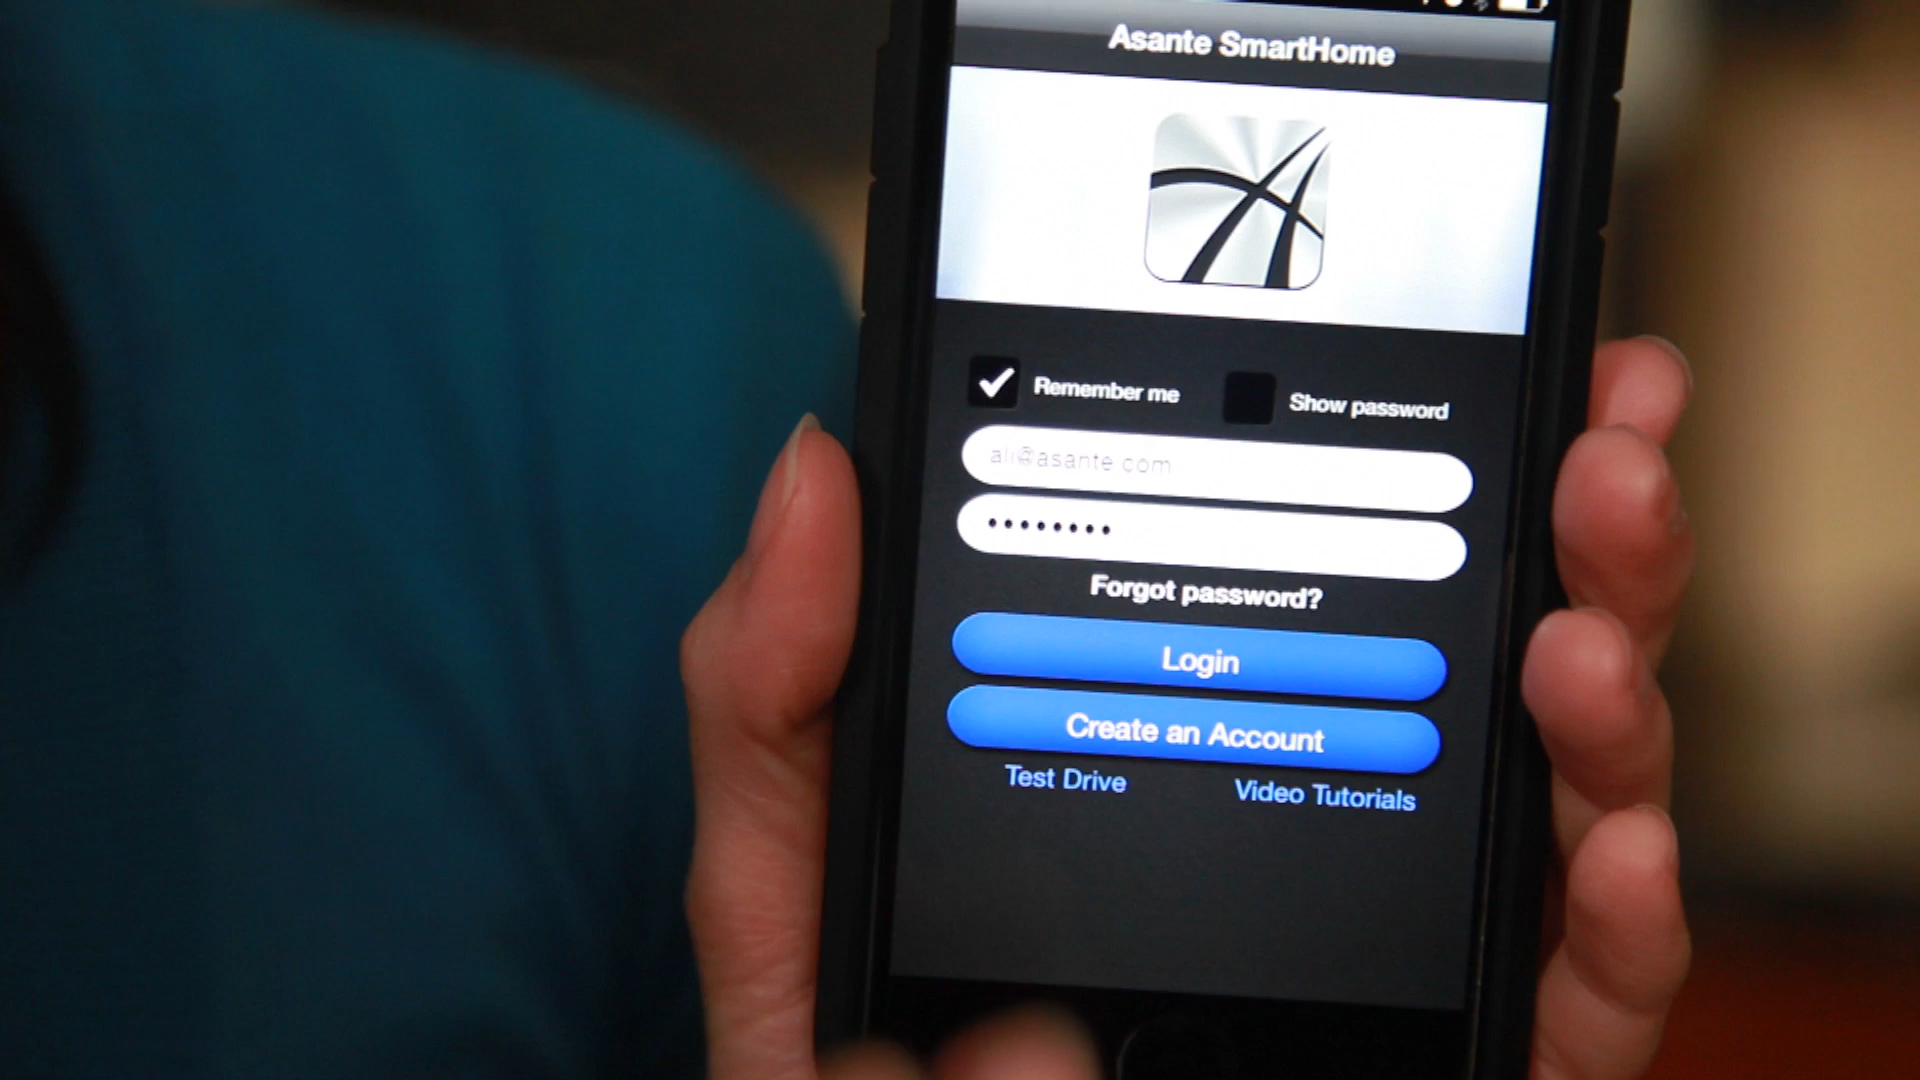 Asante SmartHome
Remember me
Show password
ali@asante.com
••••••••
Forgot password?
Login
Create an Account
Test Drive
Video Tutorials